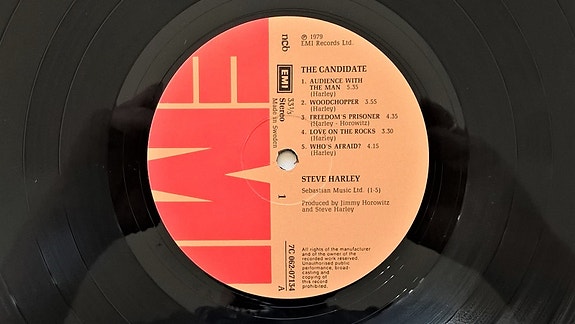 EMI
ncb
℗ 1979
EMI Records Ltd.
EMI
33 1/3
Stereo
Made in Sweden
1
7C 062-07134
A
THE CANDIDATE
1. AUDIENCE WITH
THE MAN 5.35
(Harley)
2. WOODCHOPPER 3.55
(Harley)
3. FREEDOM'S PRISONER 4.35
(Harley - Horowitz)
4. LOVE ON THE ROCKS 3.30
(Harley)
5. WHO'S AFRAID? 4.15
(Harley)
STEVE HARLEY
Sebastian Music Ltd. (1-5)
Produced by Jimmy Horowitz
and Steve Harley
All rights of the manufacturer
and of the owner of the
recorded work reserved.
Unauthorised public
performance, broad
casting and
copying of
this record
prohibited.